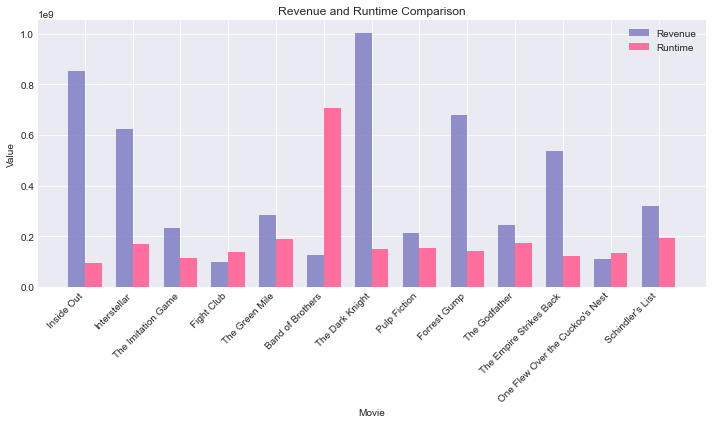 Revenue and Runtime Comparison
1e9
Revenue
Runtime
1.0
0.8
0.6
0.4
0.2
0.0
Value
Inside Out
Interstellar
The Imitation Game
Fight Club
The Green Mile
Band of Brothers
The Dark Knight
Pulp Fiction
Forrest Gump
The Godfather
The Empire Strikes Back
One Flew Over the Cuckoo's Nest
Schindler's List
Movie